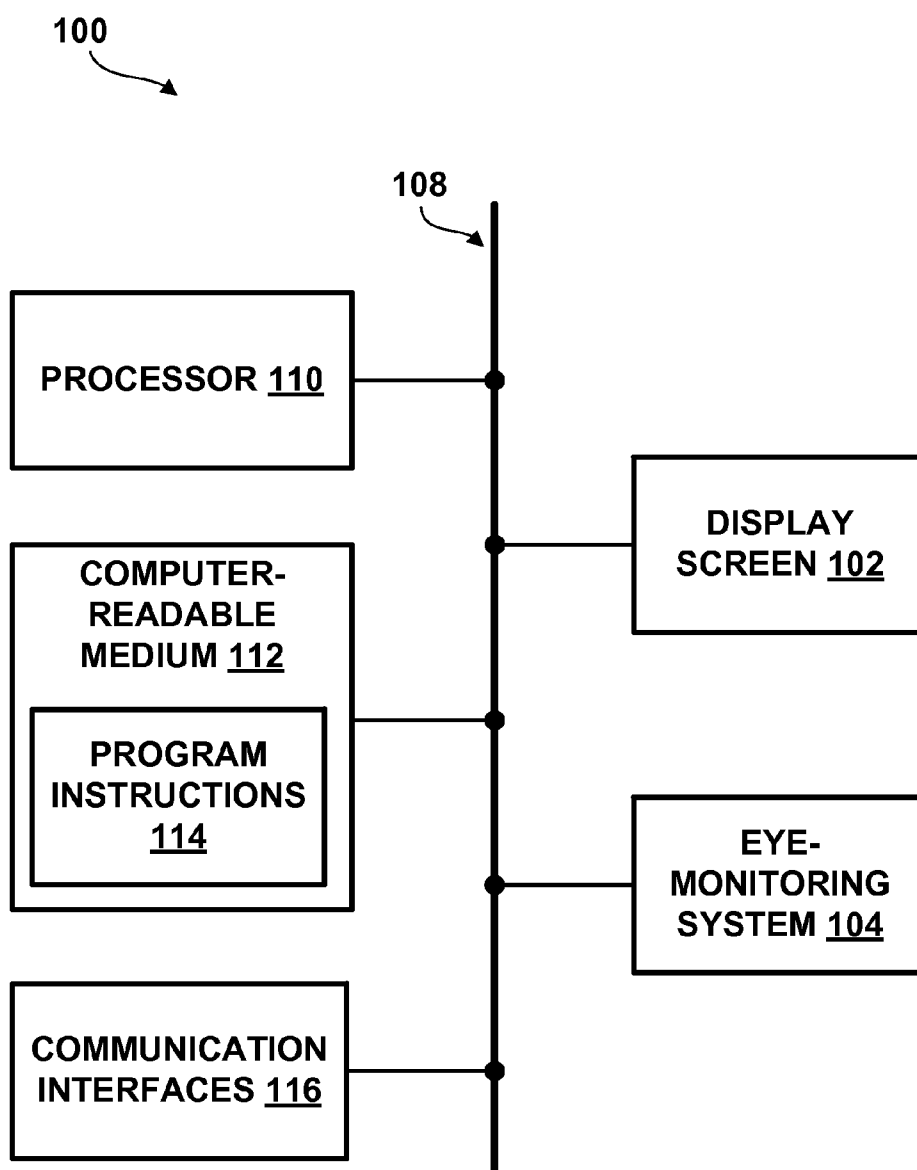 100
108
PROCESSOR 110
DISPLAY
SCREEN 102
COMPUTER-
READABLE
MEDIUM 112
PROGRAM
INSTRUCTIONS
114
EYE-
MONITORING
SYSTEM 104
COMMUNICATION
INTERFACES 116